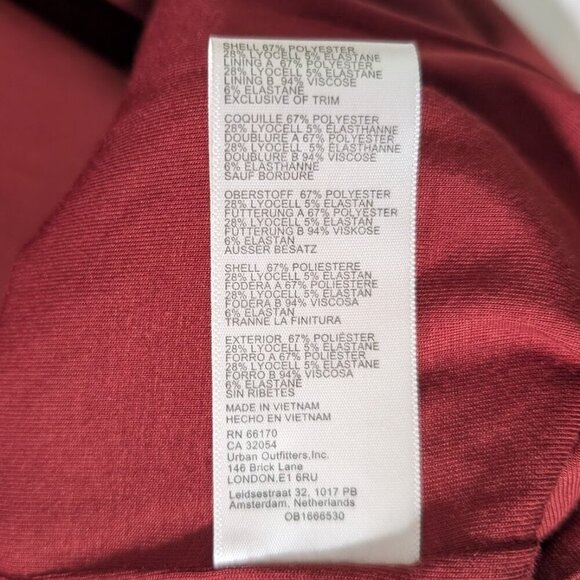 SHELL 67% POLYESTER
28% LYOCELL 5% ELASTANE
LINING A 67% POLYESTER
28% LYOCELL 5% ELASTANE
LINING B 94% VISCOSE
6% ELASTANE
EXCLUSIVE OF TRIM
COQUILLE 67% POLYESTER
28% LYOCELL 5% ÉLASTHANNE
DOUBLURE A 67% POLYESTER
28% LYOCELL 5% ÉLASTHANNE
DOUBLURE B 94% VISCOSE
6% ÉLASTHANNE
SAUF BORDURE
OBERSTOFF 67% POLYESTER
28% LYOCELL 5% ELASTAN
FÜTTERUNG A 67% POLYESTER
28% LYOCELL 5% ELASTAN
FÜTTERUNG B 94% VISKOSE
6% ELASTAN
AUSSER BESATZ
SHELL 67% POLIESTERE
28% LYOCELL 5% ELASTAN
FODERA A 67% POLIESTERE
28% LYOCELL 5% ELASTAN
FODERA B 94% VISCOSA
6% ELASTAN
TRANNE LA FINITURA
EXTERIOR 67% POLIÉSTER
28% LYOCELL 5% ELASTANE
FORRO A 67% POLIÉSTER
28% LYOCELL 5% ELASTANE
FORRO B 94% VISCOSA
6% ELASTANE
SIN RIBETES
MADE IN VIETNAM
HECHO EN VIETNAM
RN 66170
CA 32054
Urban Outfitters,Inc.
146 Brick Lane
LONDON.E1 6RU
Leidsestraat 32, 1017 PB
Amsterdam, Netherlands
OB1666530